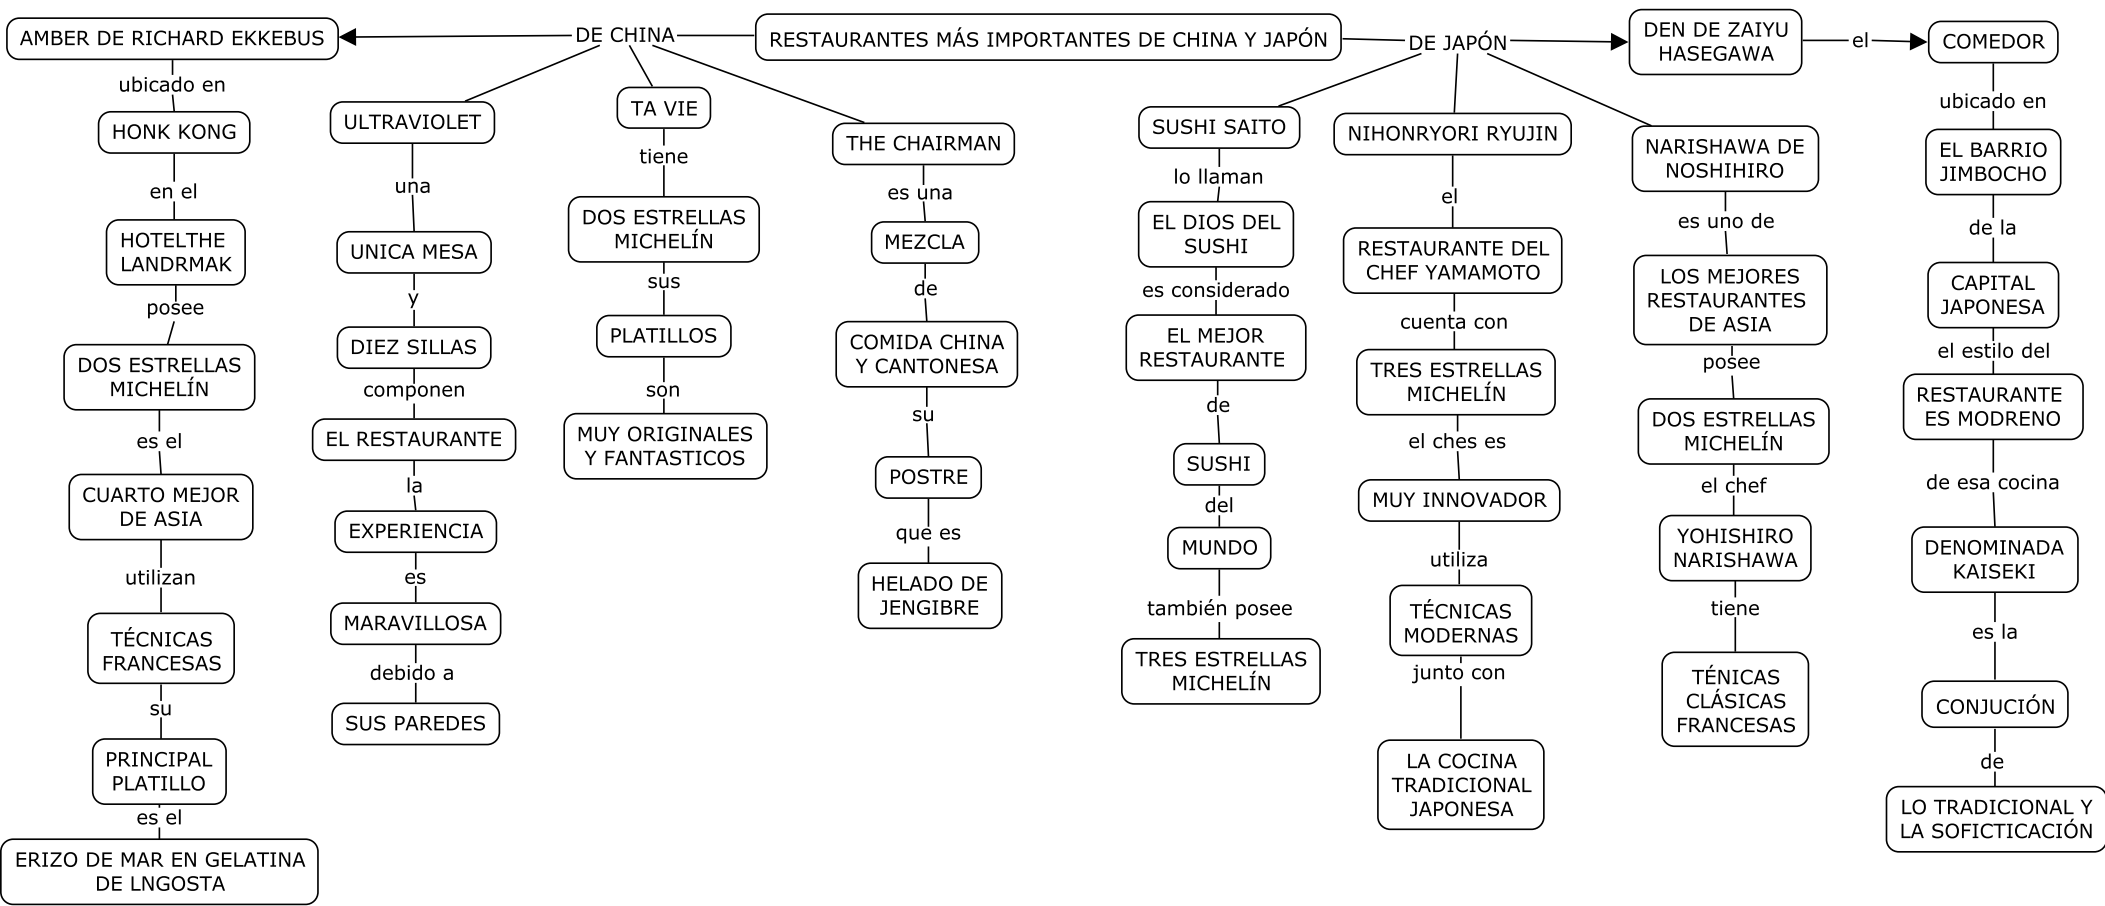 RESTAURANTES MÁS IMPORTANTES DE CHINA Y JAPÓN
DE CHINA
AMBER DE RICHARD EKKEBUS
ubicado en
HONK KONG
en el
HOTELTHE
LANDRMAK
posee
DOS ESTRELLAS
MICHELÍN
es el
CUARTO MEJOR
DE ASIA
utilizan
TÉCNICAS
FRANCESAS
su
PRINCIPAL
PLATILLO
es el
ERIZO DE MAR EN GELATINA
DE LNGOSTA
ULTRAVIOLET
una
UNICA MESA
y
DIEZ SILLAS
componen
EL RESTAURANTE
la
EXPERIENCIA
es
MARAVILLOSA
debido a
SUS PAREDES
TA VIE
tiene
DOS ESTRELLAS
MICHELÍN
sus
PLATILLOS
son
MUY ORIGINALES
Y FANTASTICOS
THE CHAIRMAN
es una
MEZCLA
de
COMIDA CHINA
Y CANTONESA
su
POSTRE
que es
HELADO DE
JENGIBRE
DE JAPÓN
SUSHI SAITO
lo llaman
EL DIOS DEL
SUSHI
es considerado
EL MEJOR
RESTAURANTE
de
SUSHI
del
MUNDO
también posee
TRES ESTRELLAS
MICHELÍN
NIHONRYORI RYUJIN
el
RESTAURANTE DEL
CHEF YAMAMOTO
cuenta con
TRES ESTRELLAS
MICHELÍN
el ches es
MUY INNOVADOR
utiliza
TÉCNICAS
MODERNAS
junto con
LA COCINA
TRADICIONAL
JAPONESA
NARISHAWA DE
NOSHIHIRO
es uno de
LOS MEJORES
RESTAURANTES
DE ASIA
posee
DOS ESTRELLAS
MICHELÍN
el chef
YOHISHIRO
NARISHAWA
tiene
TÉNICAS
CLÁSICAS
FRANCESAS
DEN DE ZAIYU
HASEGAWA
el
COMEDOR
ubicado en
EL BARRIO
JIMBOCHO
de la
CAPITAL
JAPONESA
el estilo del
RESTAURANTE
ES MODRENO
de esa cocina
DENOMINADA
KAISEKI
es la
CONJUCIÓN
de
LO TRADICIONAL Y
LA SOFICTICACIÓN